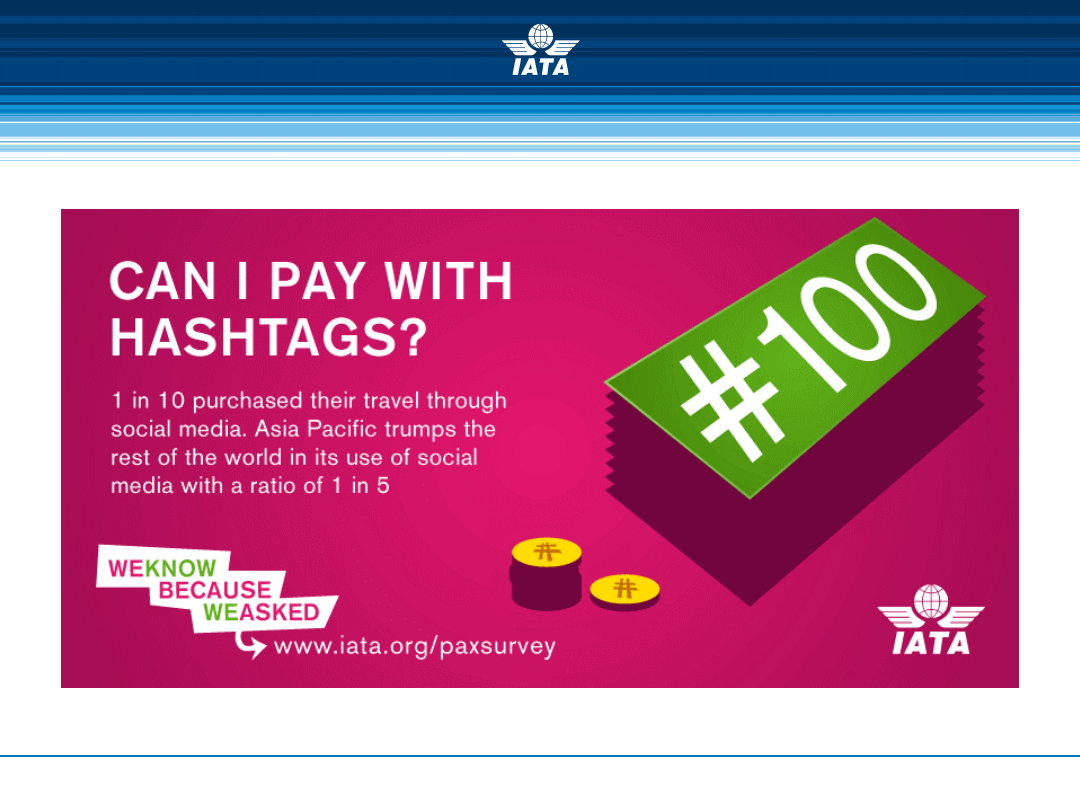 IATA
CAN I PAY WITH
HASHTAGS?
1 in 10 purchased their travel through
social media. Asia Pacific trumps the
rest of the world in its use of social
media with a ratio of 1 in 5
#100
#
#
WEKNOW
BECAUSE
WEASKED
www.iata.org/paxsurvey
IATA